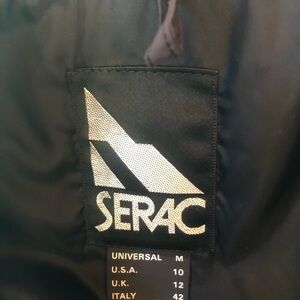 SERAC
UNIVERSAL M
U.S.A. 10
U.K. 12
ITALY 42